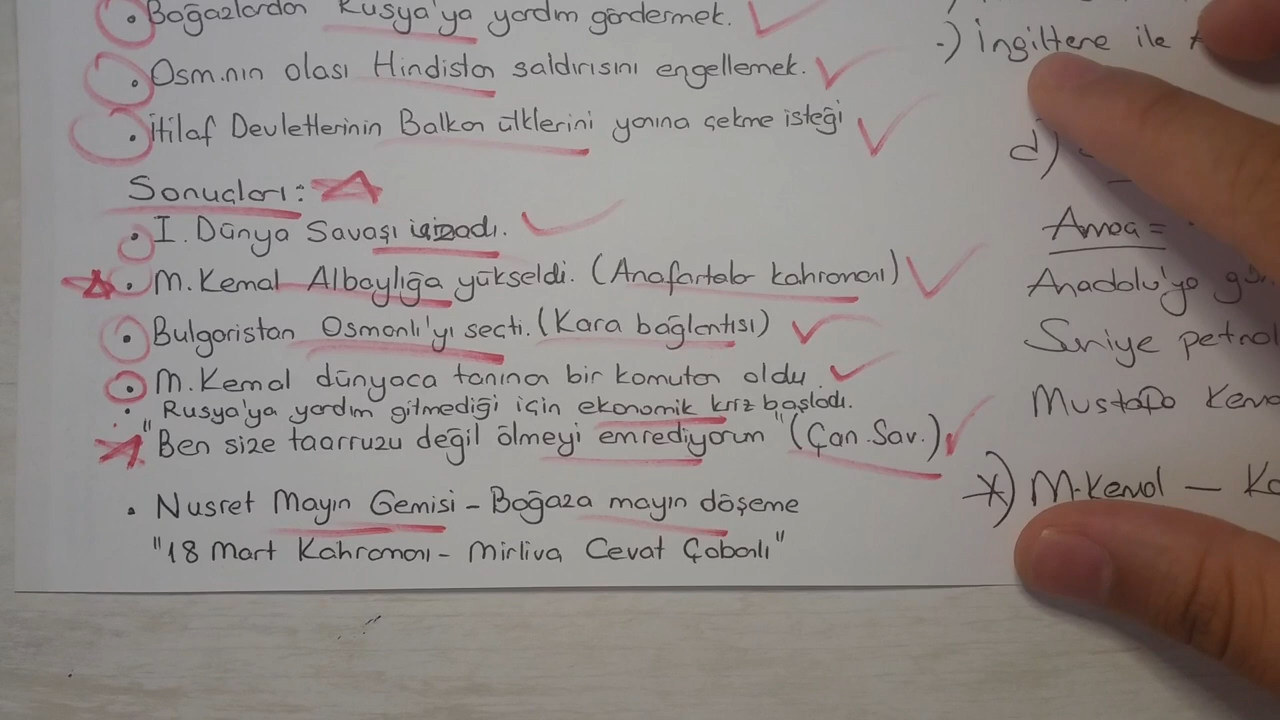 Boğazlardan Rusya'ya yardım göndermek.
Osm.nın olası Hindistan saldırısını engellemek.
İtilaf Devletlerinin Balkan ülklerini yanına çekme isteği
Sonuçları:
I. Dünya Savaşı uzadı.
M.Kemal Albaylığa yükseldi. (Anafartalar kahramanı)
Bulgaristan Osmanlı'yı seçti. (Kara bağlantısı)
M.Kemal dünyaca tanınan bir komutan oldu.
Rusya'ya yardım gitmediği için ekonomik kriz başladı.
"Ben size taarruzu değil ölmeyi emrediyorum" (Çan.Sav.)
Nusret Mayın Gemisi - Boğaza mayın döşeme
"18 Mart Kahramanı - Mirliva Cevat Çobanlı"
.) İngiltere ile
d)
Amaç =
Anadolu'ya
Suriye
Mustafa
*) M.Kemal –